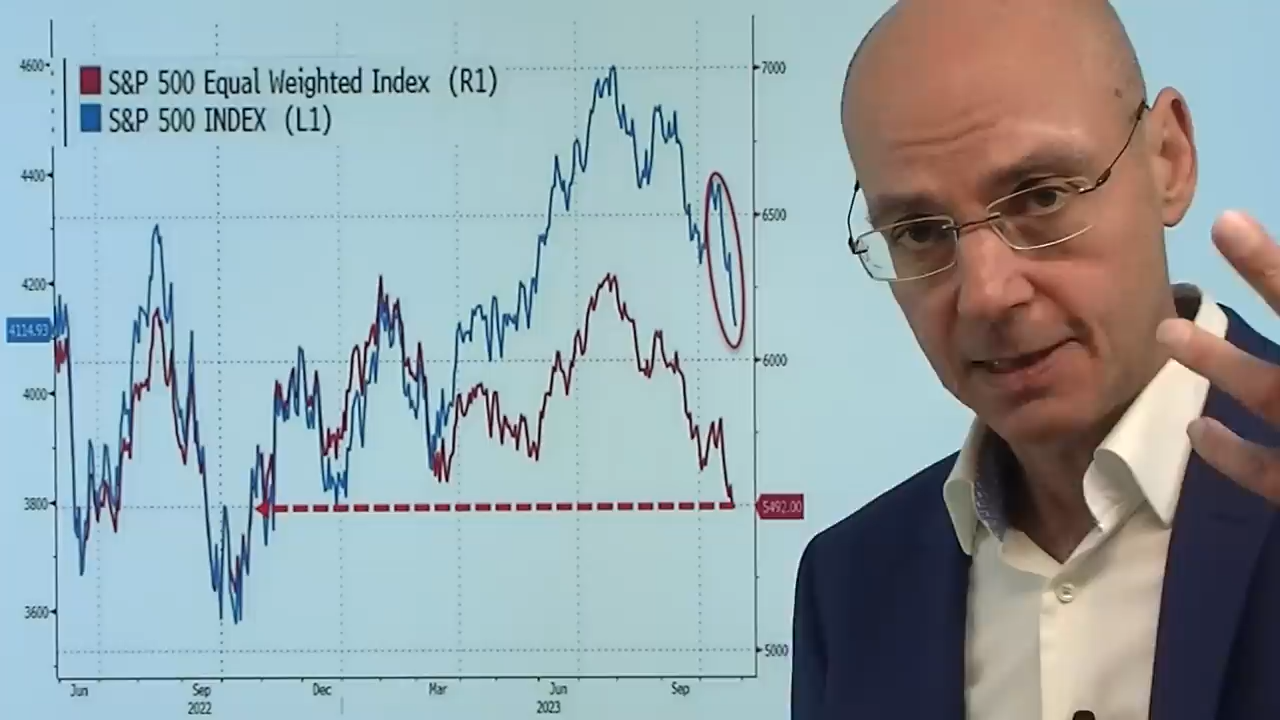 S&P 500 Equal Weighted Index (R1)
S&P 500 INDEX (L1)
4600
4400
4200
4114.93
4000
3800
3600
7000
6500
6000
5492.00
5000
Jun
Sep
Dec
Mar
Jun
Sep
2022
2023